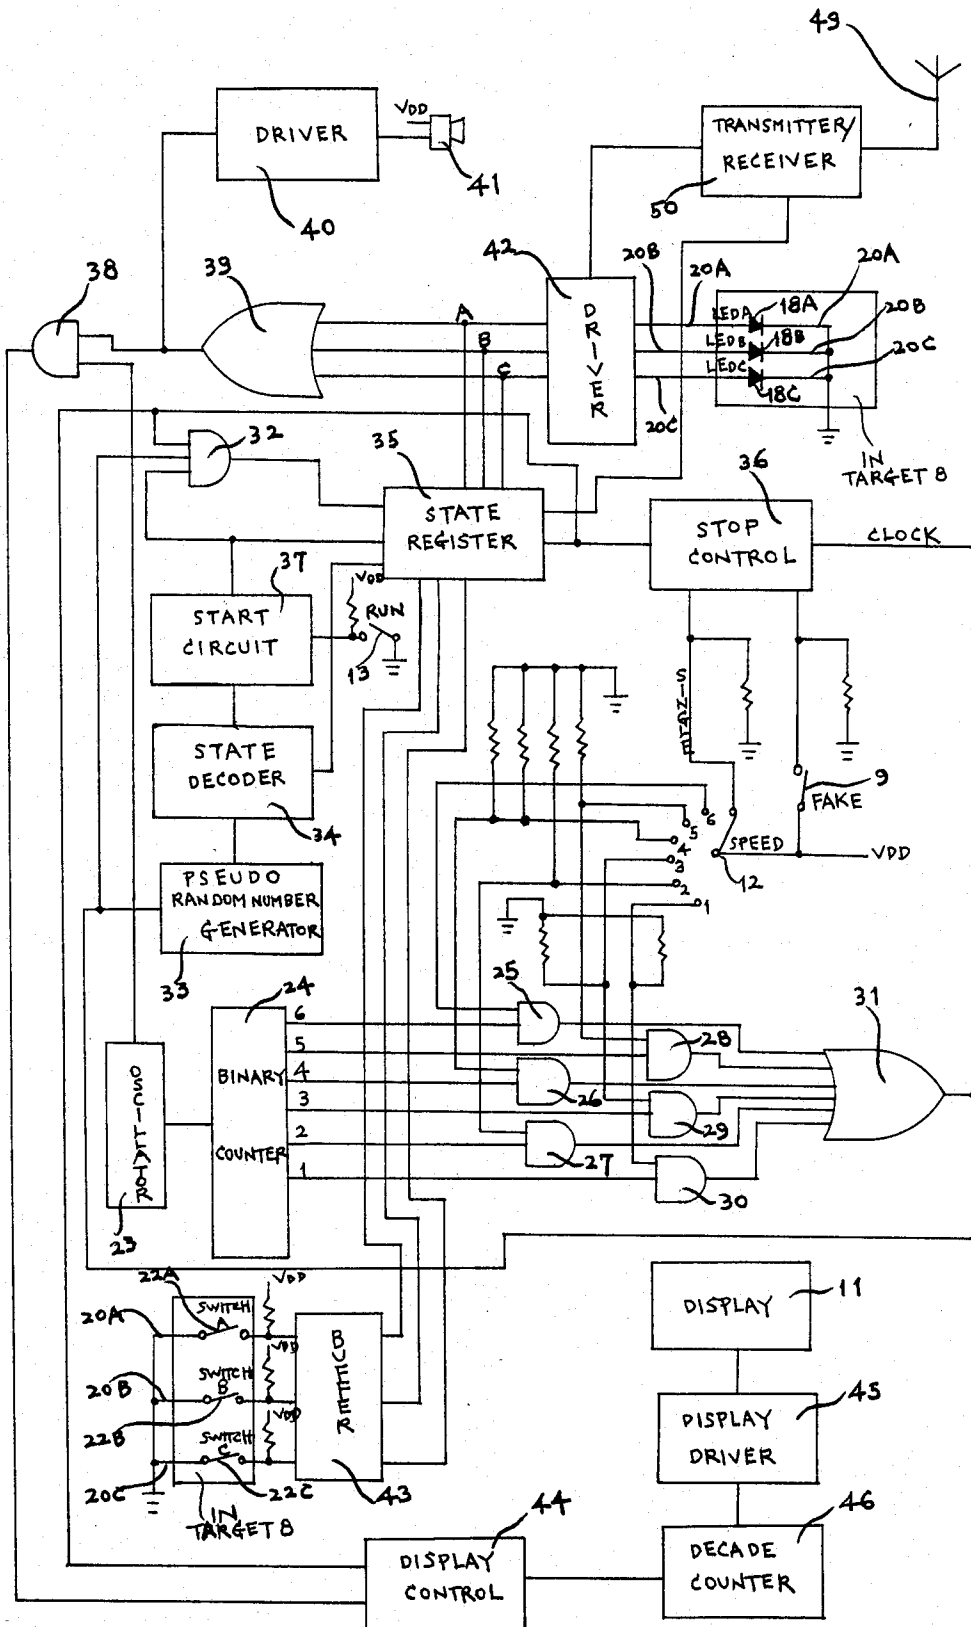 49
DRIVER
VDD
41
40
TRANSMITTER/
RECEIVER
50
38
39
42
20B
20A
20A
A
B
C
DRIVER
LEDA
18A
20B
LEDB
18B
LEDC
20C
18C
20C
IN
TARGET 8
32
35
STATE
REGISTER
36
STOP
CONTROL
CLOCK
37
VDD
START
CIRCUIT
RUN
13
SINGLE
STATE
DECODER
34
9
FAKE
6
5
4
SPEED
VDD
3
12
2
1
PSEUDO
RANDOM NUMBER
GENERATOR
33
24
25
31
6
28
5
OSCILLATOR
BINARY
4
26
3
29
2
COUNTER
27
1
30
23
22A
VDD
SWITCH
A
20A
BUFFER
VDD
SWITCH
B
20B
22B
VDD
SWITCH
C
20C
22C
43
IN
TARGET 8
DISPLAY
11
DISPLAY
DRIVER
45
44
46
DISPLAY
CONTROL
DECADE
COUNTER